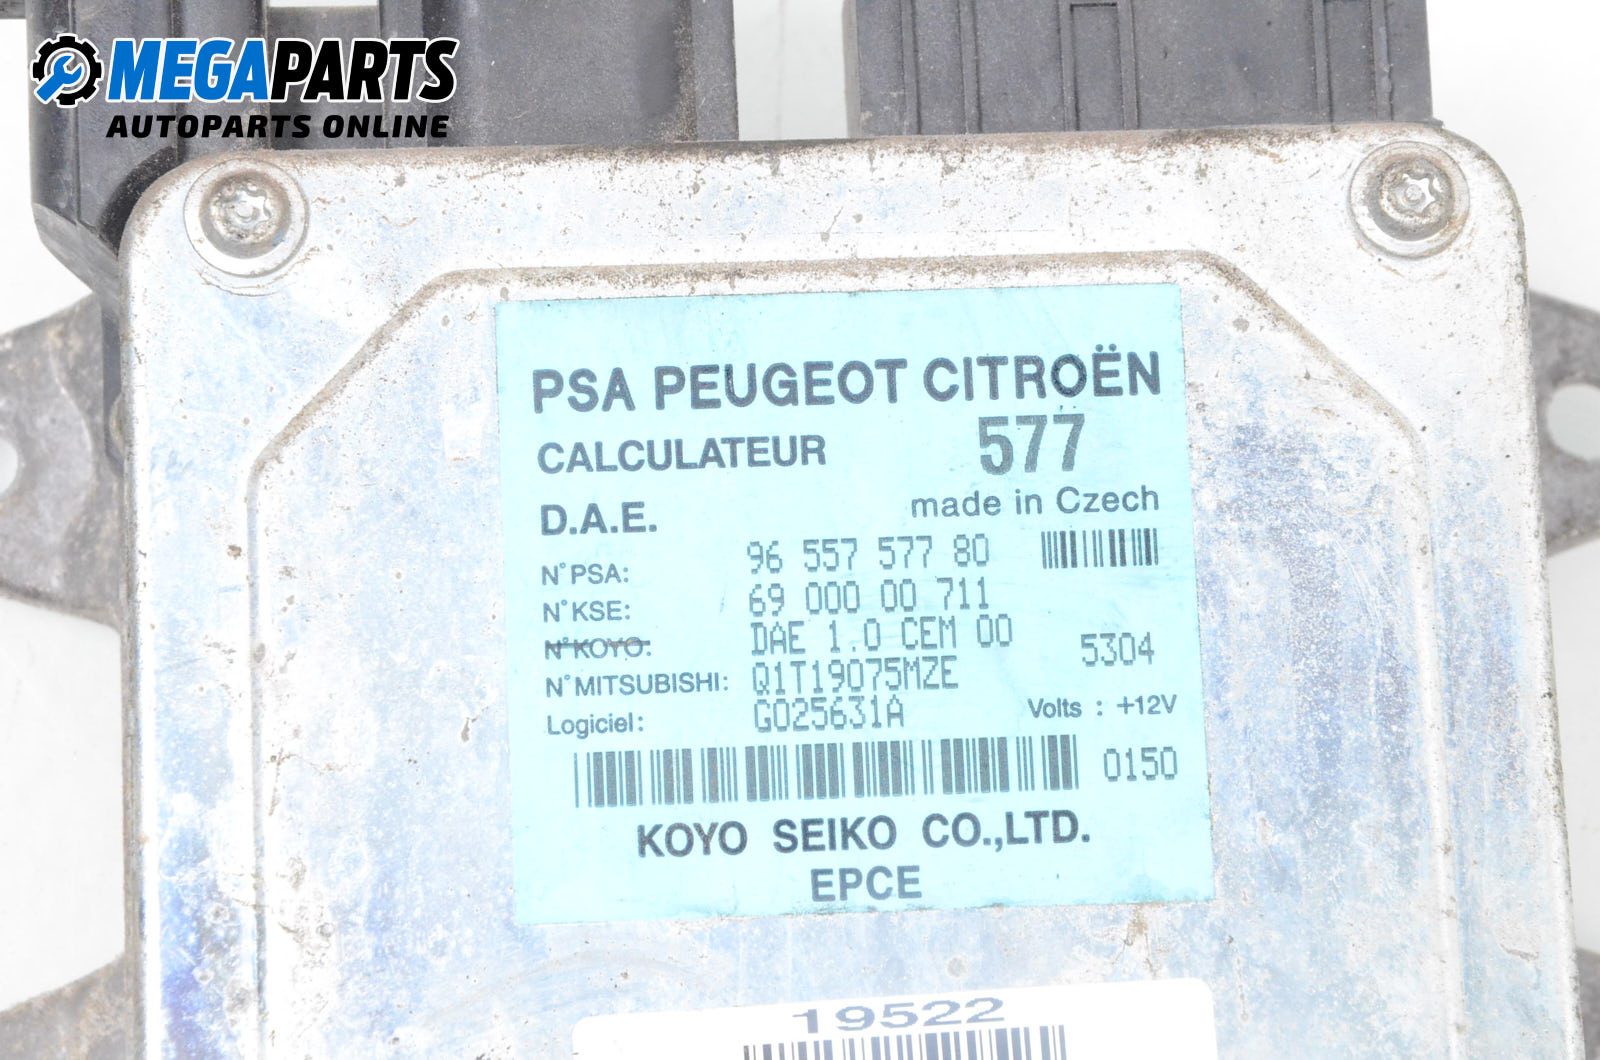 MEGAPARTS
AUTOPARTS ONLINE
PSA PEUGEOT CITROËN
CALCULATEUR 577
D.A.E. made in Czech
N° PSA: 96 557 577 80
N° KSE: 69 000 00 711
N° KOYO: DAE 1.0 CEM 00 5304
N° MITSUBISHI: Q1T19075MZE
Logiciel: G025631A Volts : +12V
0150
KOYO SEIKO CO.,LTD.
EPCE
19522